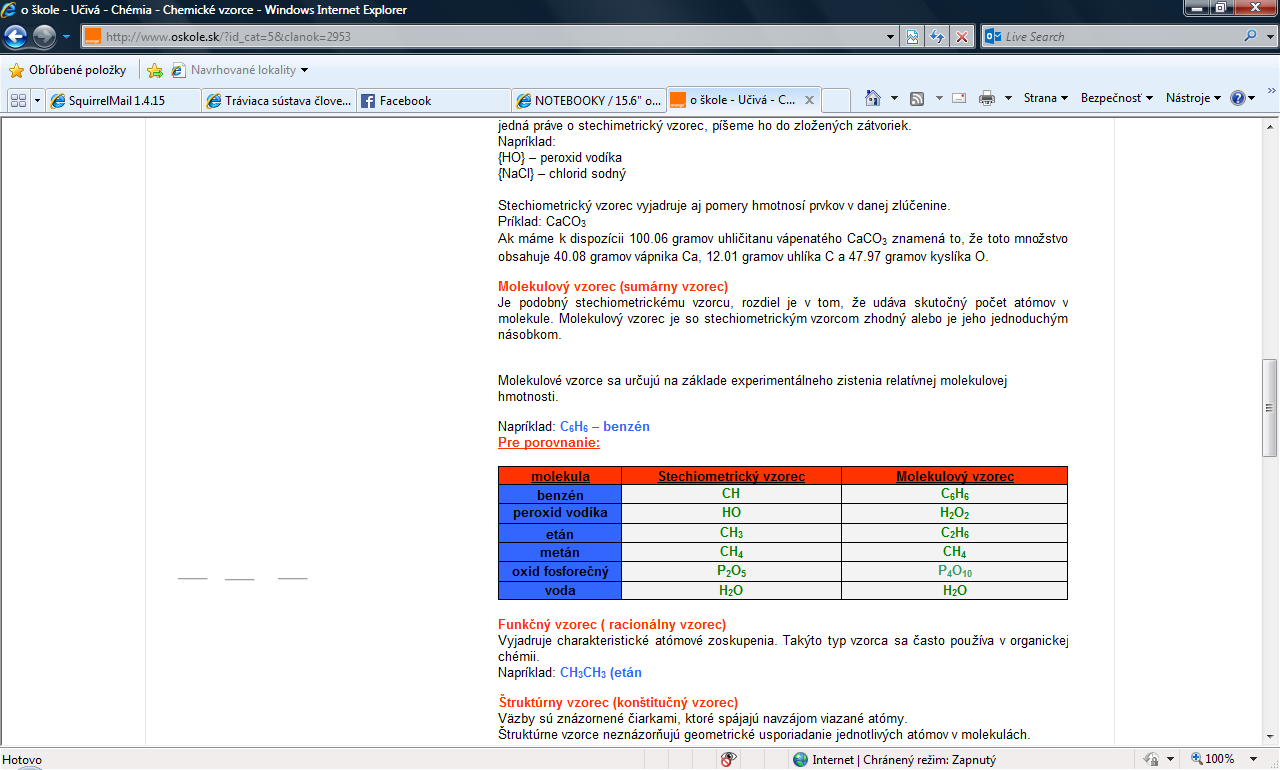 o škole - Učivá - Chémia - Chemické vzorce - Windows Internet Explorer
http://www.oskole.sk/?id_cat=5&clanok=2953
Live Search
Obľúbené položky
Navrhované lokality
SquirrelMail 1.4.15
Tráviaca sústava člove...
Facebook
NOTEBOOKY / 15.6" o...
o škole - Učivá - C...
Strana
Bezpečnosť
Nástroje
jedná práve o stechimetrický vzorec, píšeme ho do zložených zátvoriek.
Napríklad:
{HO} – peroxid vodíka
{NaCl} – chlorid sodný
Stechiometrický vzorec vyjadruje aj pomery hmotnosí prvkov v danej zlúčenine.
Príklad: CaCO₃
Ak máme k dispozícii 100.06 gramov uhličitanu vápenatého CaCO₃ znamená to, že toto množstvo
obsahuje 40.08 gramov vápnika Ca, 12.01 gramov uhlíka C a 47.97 gramov kyslíka O.
Molekulový vzorec (sumárny vzorec)
Je podobný stechiometrickému vzorcu, rozdiel je v tom, že udáva skutočný počet atómov v
molekule. Molekulový vzorec je so stechiometrickým vzorcom zhodný alebo je jeho jednoduchým
násobkom.
Molekulové vzorce sa určujú na základe experimentálneho zistenia relatívnej molekulovej
hmotnosti.
Napríklad: C₆H₆ – benzén
Pre porovnanie:
molekula Stechiometrický vzorec Molekulový vzorec
benzén CH C₆H₆
peroxid vodíka HO H₂O₂
etán CH₃ C₂H₆
metán CH₄ CH₄
oxid fosforečný P₂O₅ P₄O₁₀
voda H₂O H₂O
Funkčný vzorec ( racionálny vzorec)
Vyjadruje charakteristické atómové zoskupenia. Takýto typ vzorca sa často používa v organickej
chémii.
Napríklad: CH₃CH₃ (etán
Štruktúrny vzorec (konštitučný vzorec)
Väzby sú znázornené čiarkami, ktoré spájajú navzájom viazané atómy.
Štruktúrne vzorce neznázorňujú geometrické usporiadanie jednotlivých atómov v molekulách.
Hotovo
Internet | Chránený režim: Zapnutý
100%